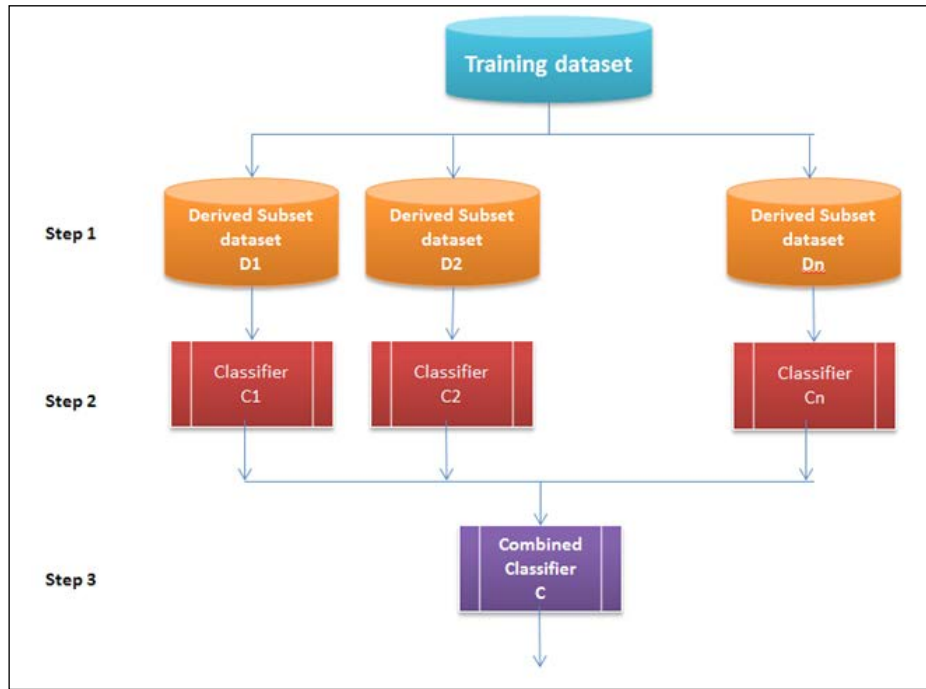 Training dataset
Step 1
Derived Subset
dataset
D1
Derived Subset
dataset
D2
Derived Subset
dataset
Dn
Step 2
Classifier
C1
Classifier
C2
Classifier
Cn
Step 3
Combined
Classifier
C